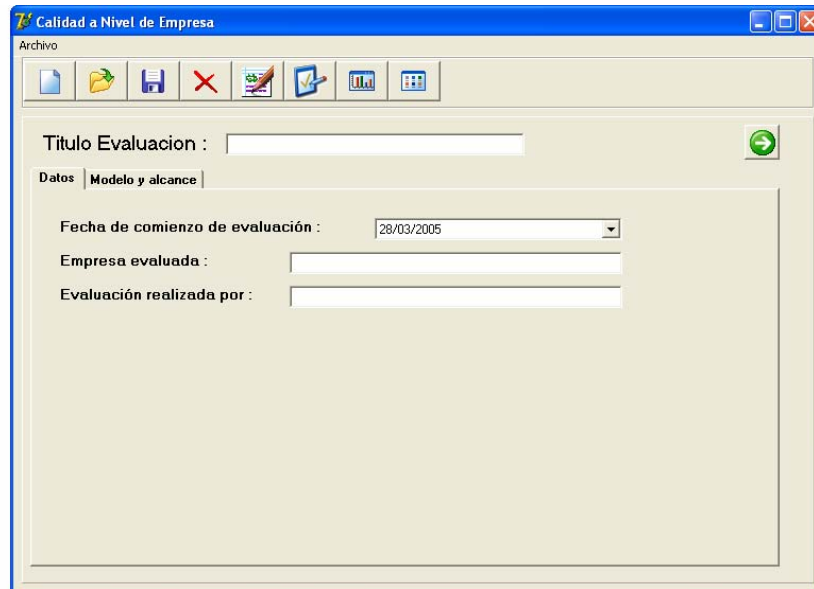 Calidad a Nivel de Empresa
Archivo
Titulo Evaluacion :
Datos Modelo y alcance
Fecha de comienzo de evaluación : 28/03/2005
Empresa evaluada :
Evaluación realizada por :